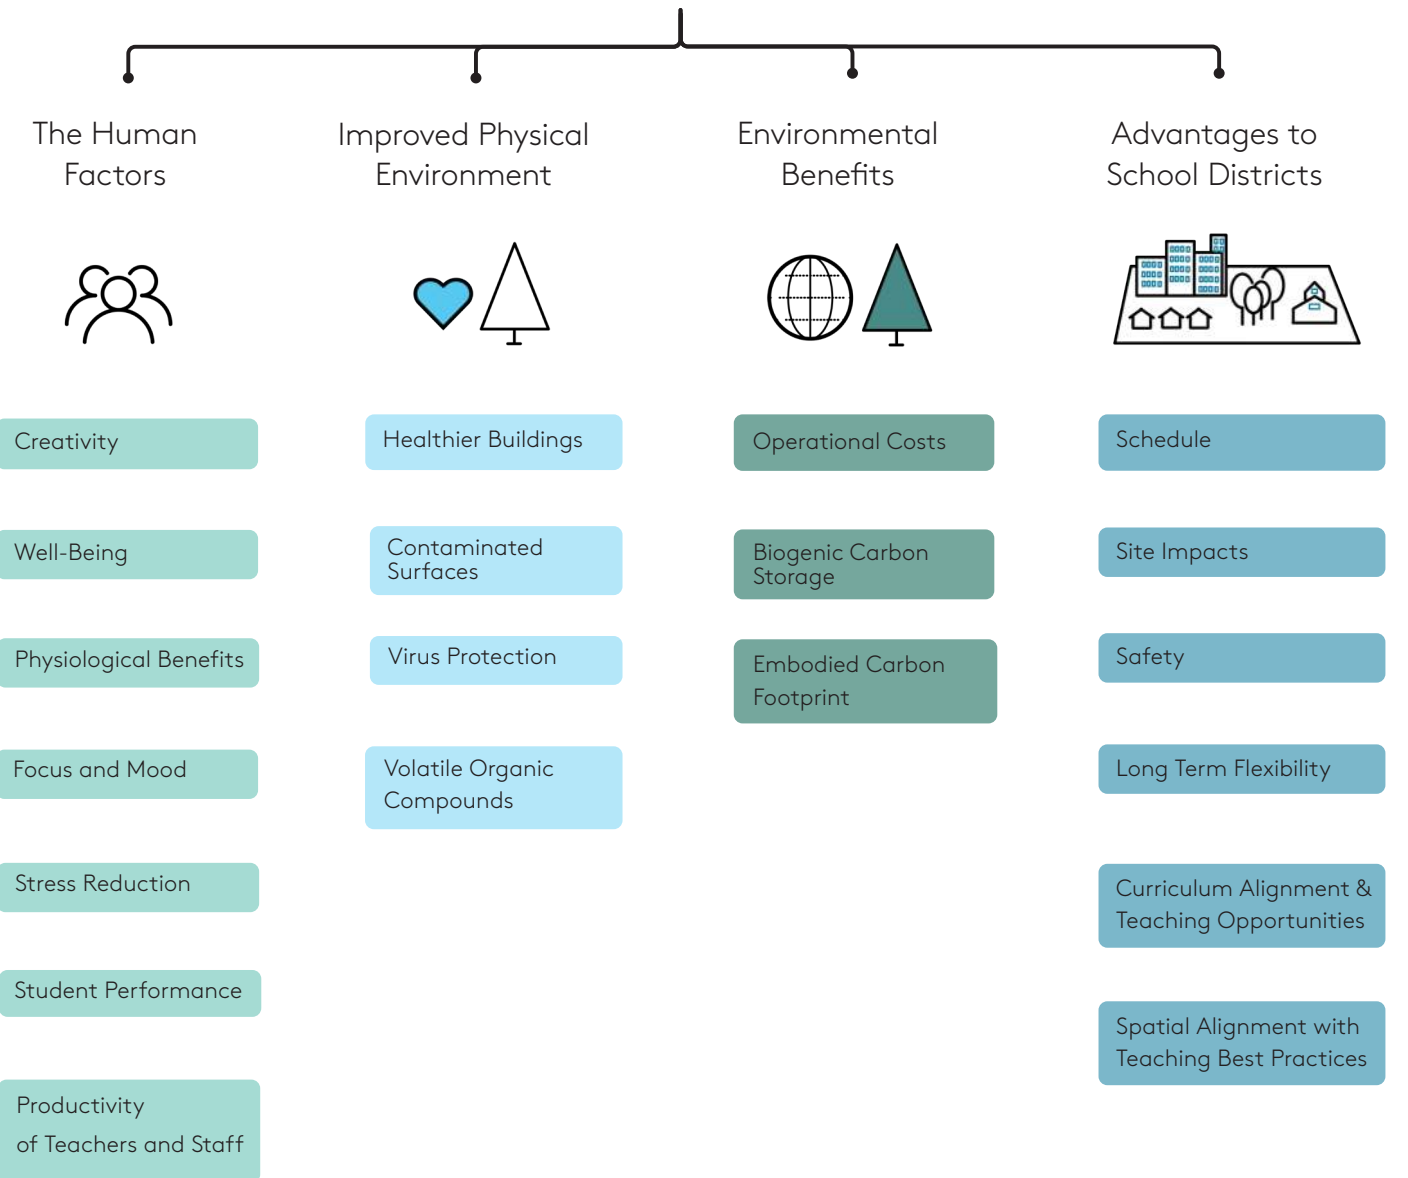 The Human
Factors
Improved Physical
Environment
Environmental
Benefits
Advantages to
School Districts
Creativity
Well-Being
Physiological Benefits
Focus and Mood
Stress Reduction
Student Performance
Productivity
of Teachers and Staff
Healthier Buildings
Contaminated
Surfaces
Virus Protection
Volatile Organic
Compounds
Operational Costs
Biogenic Carbon
Storage
Embodied Carbon
Footprint
Schedule
Site Impacts
Safety
Long Term Flexibility
Curriculum Alignment &
Teaching Opportunities
Spatial Alignment with
Teaching Best Practices